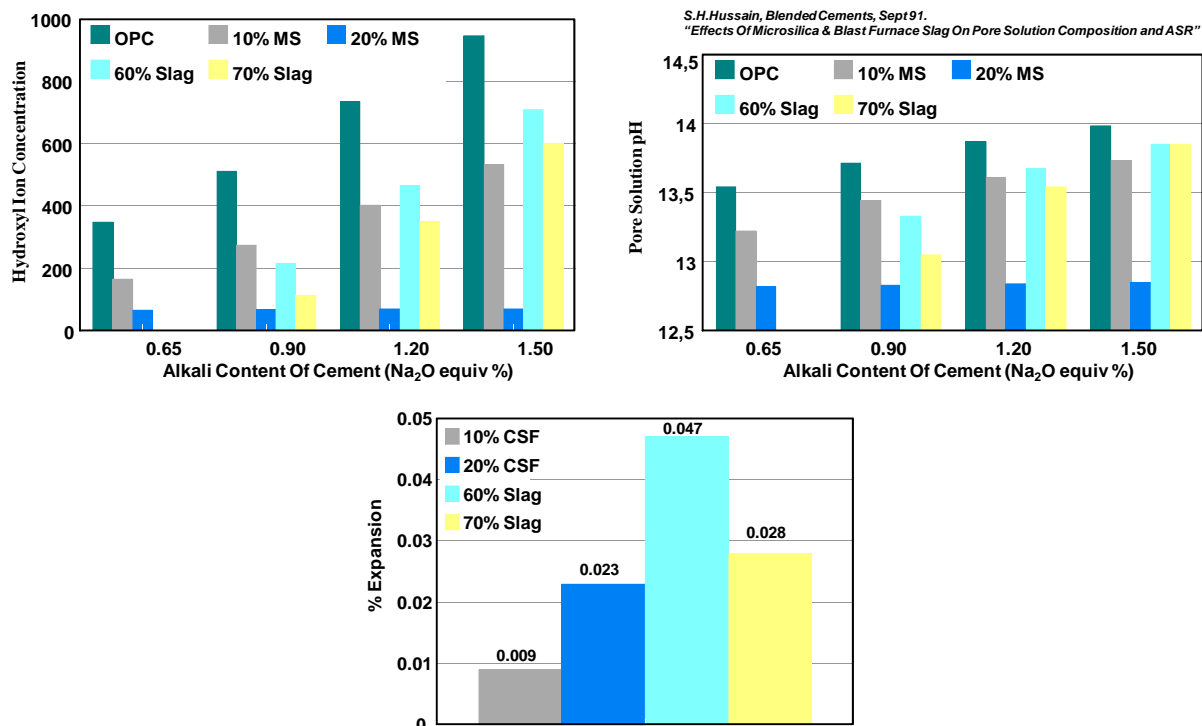 S.H.Hussain, Blended Cements, Sept 91.
“Effects Of Microsilica & Blast Furnace Slag On Pore Solution Composition and ASR”
1000
800
600
400
200
0
Hydroxyl Ion Concentration
OPC
10% MS
20% MS
60% Slag
70% Slag
0.65
0.90
1.20
1.50
Alkali Content Of Cement (Na₂O equiv %)
14,5
14
13,5
13
12,5
Pore Solution pH
OPC
10% MS
20% MS
60% Slag
70% Slag
0.65
0.90
1.20
1.50
Alkali Content Of Cement (Na₂O equiv %)
0.05
0.04
0.03
0.02
0.01
0
% Expansion
10% CSF
20% CSF
60% Slag
70% Slag
0.009
0.023
0.047
0.028